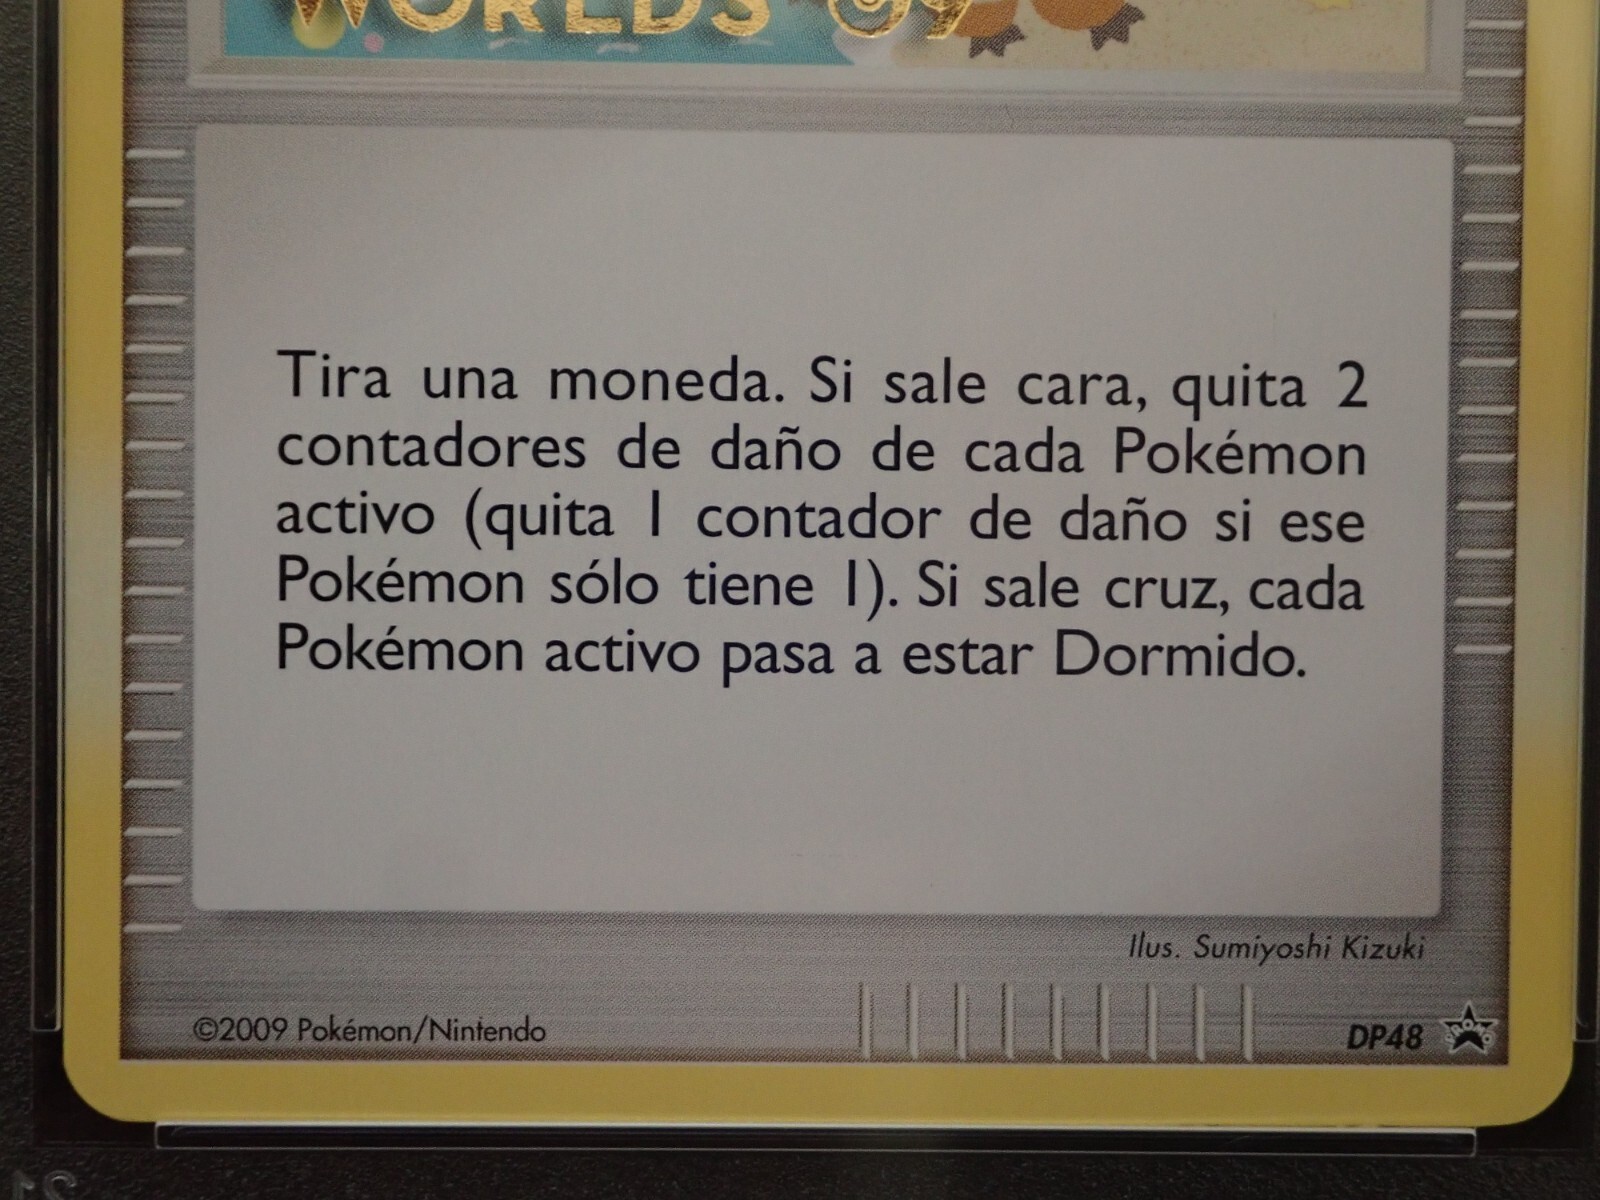 WORLDS 09
Tira una moneda. Si sale cara, quita 2
contadores de daño de cada Pokémon
activo (quita 1 contador de daño si ese
Pokémon sólo tiene 1). Si sale cruz, cada
Pokémon activo pasa a estar Dormido.
Ilus. Sumiyoshi Kizuki
©2009 Pokémon/Nintendo
DP48
PROMO